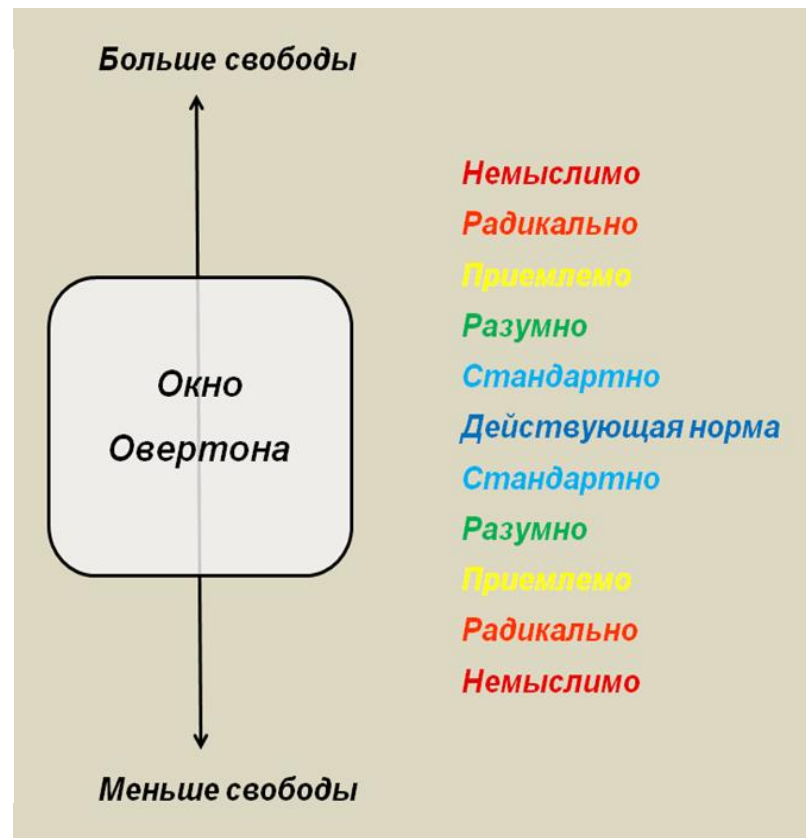 Больше свободы
Немыслимо
Радикально
Приемлемо
Разумно
Стандартно
Действующая норма
Стандартно
Разумно
Приемлемо
Радикально
Немыслимо
Окно
Овертона
Меньше свободы